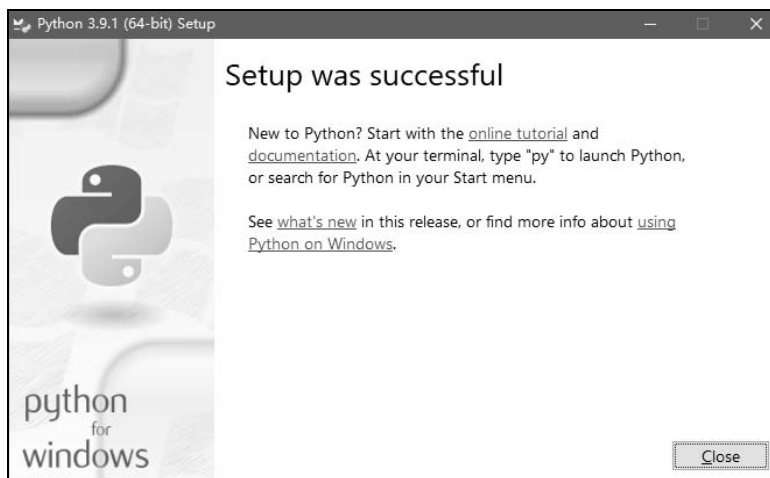 Python 3.9.1 (64-bit) Setup
Setup was successful
New to Python? Start with the online tutorial and
documentation. At your terminal, type "py" to launch Python,
or search for Python in your Start menu.
See what's new in this release, or find more info about using
Python on Windows.
python
for
windows
Close